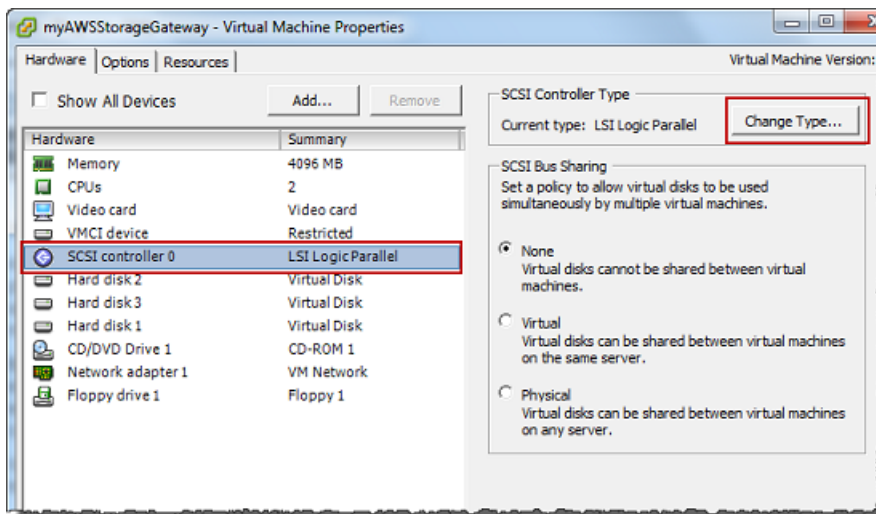 myAWSStorageGateway - Virtual Machine Properties
Hardware Options Resources
Virtual Machine Version:
Show All Devices Add... Remove
Hardware Summary
Memory 4096 MB
CPUs 2
Video card Video card
VMCI device Restricted
SCSI controller 0 LSI Logic Parallel
Hard disk 2 Virtual Disk
Hard disk 3 Virtual Disk
Hard disk 1 Virtual Disk
CD/DVD Drive 1 CD-ROM 1
Network adapter 1 VM Network
Floppy drive 1 Floppy 1
SCSI Controller Type
Current type: LSI Logic Parallel Change Type...
SCSI Bus Sharing
Set a policy to allow virtual disks to be used
simultaneously by multiple virtual machines.
None
Virtual disks cannot be shared between virtual
machines.
Virtual
Virtual disks can be shared between virtual machines
on the same server.
Physical
Virtual disks can be shared between virtual machines
on any server.